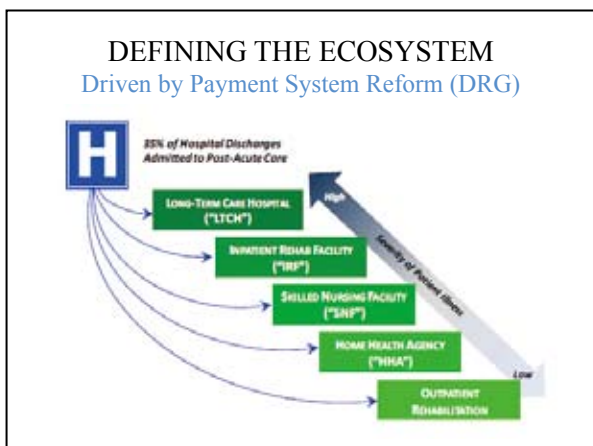 DEFINING THE ECOSYSTEM
Driven by Payment System Reform (DRG)
H
35% of Hospital Discharges
Admitted to Post-Acute Care
LONG-TERM CARE HOSPITAL
("LTCH")
INPATIENT REHAB FACILITY
("IRF")
SKILLED NURSING FACILITY
("SNF")
HOME HEALTH AGENCY
("HHA")
OUTPATIENT
REHABILITATION
High
Severity of Patient Illness
Low